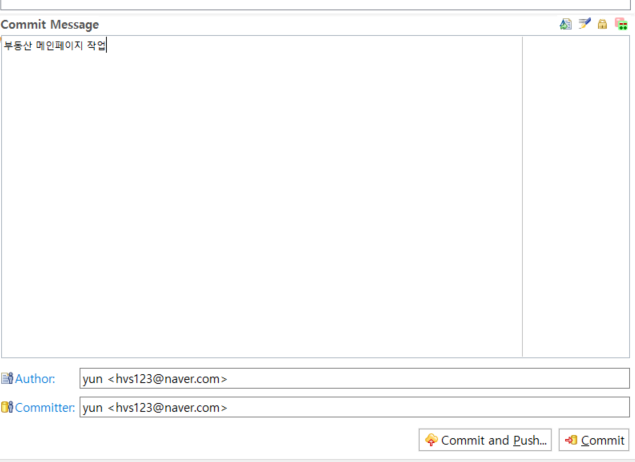 Commit Message
부동산 메인페이지 작업
Author: yun <hvs123@naver.com>
Committer: yun <hvs123@naver.com>
Commit and Push... Commit